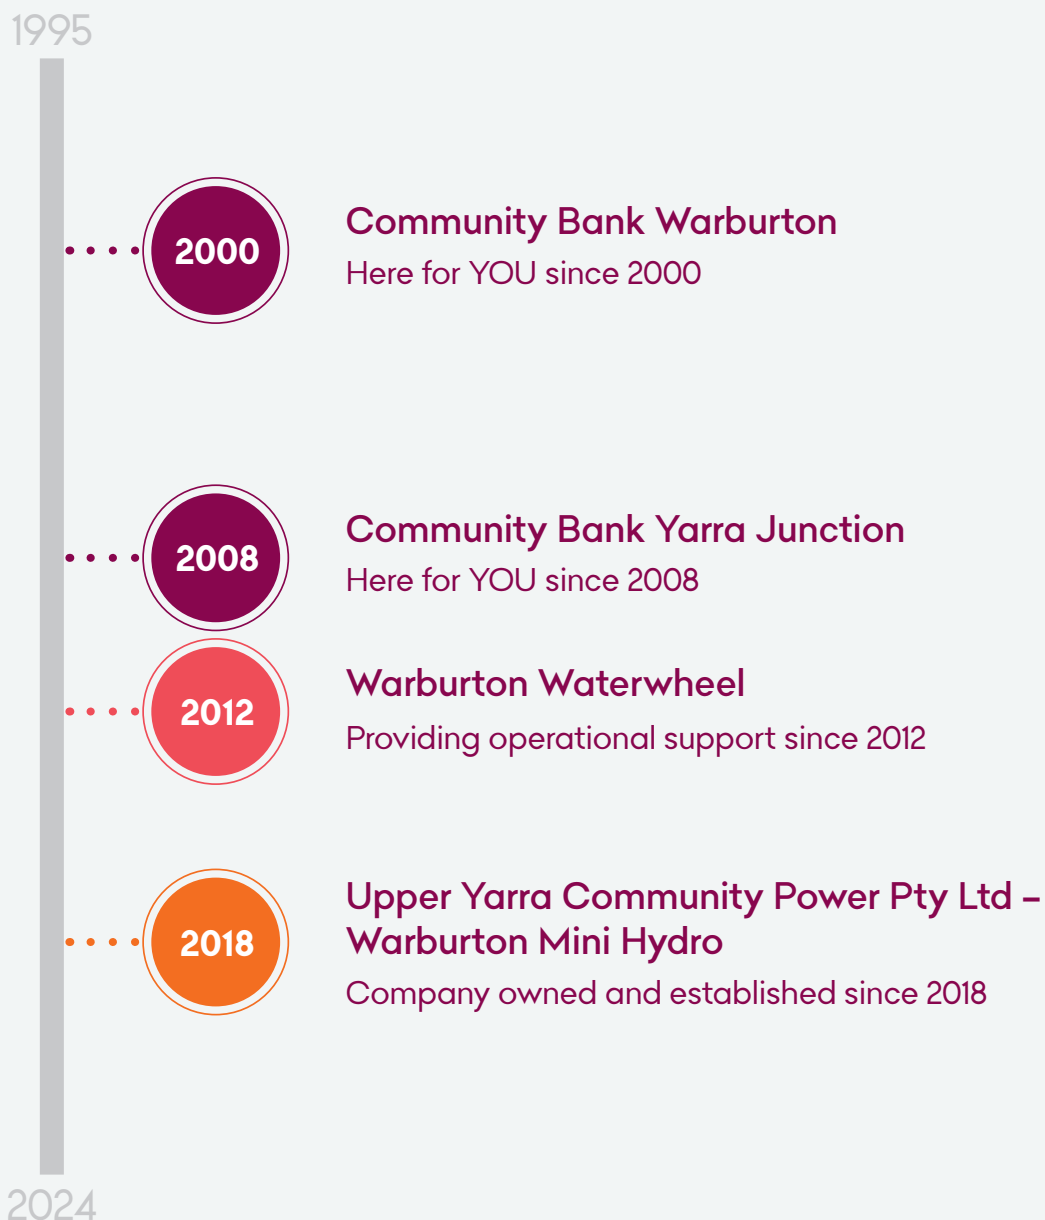 1995
2000
Community Bank Warburton
Here for YOU since 2000
2008
Community Bank Yarra Junction
Here for YOU since 2008
2012
Warburton Waterwheel
Providing operational support since 2012
2018
Upper Yarra Community Power Pty Ltd –
Warburton Mini Hydro
Company owned and established since 2018
2024